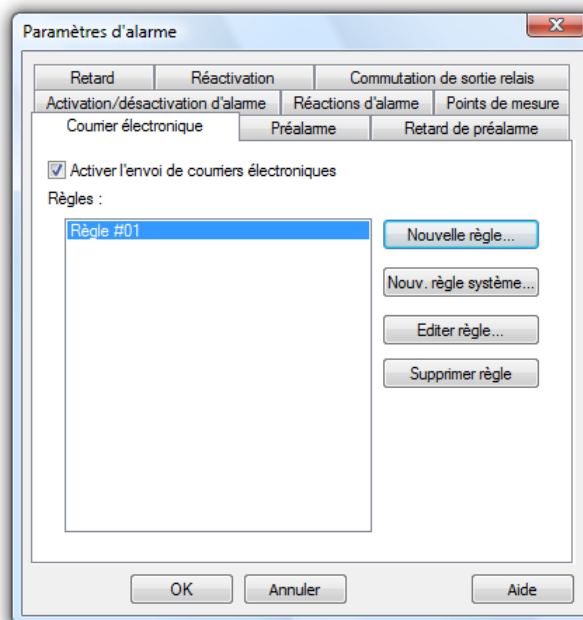 Paramètres d'alarme
Retard Réactivation Commutation de sortie relais
Activation/désactivation d'alarme Réactions d'alarme Points de mesure
Courrier électronique Préalarme Retard de préalarme
Activer l'envoi de courriers électroniques
Règles :
Règle #01
Nouvelle règle...
Nouv. règle système...
Editer règle...
Supprimer règle
OK Annuler Aide